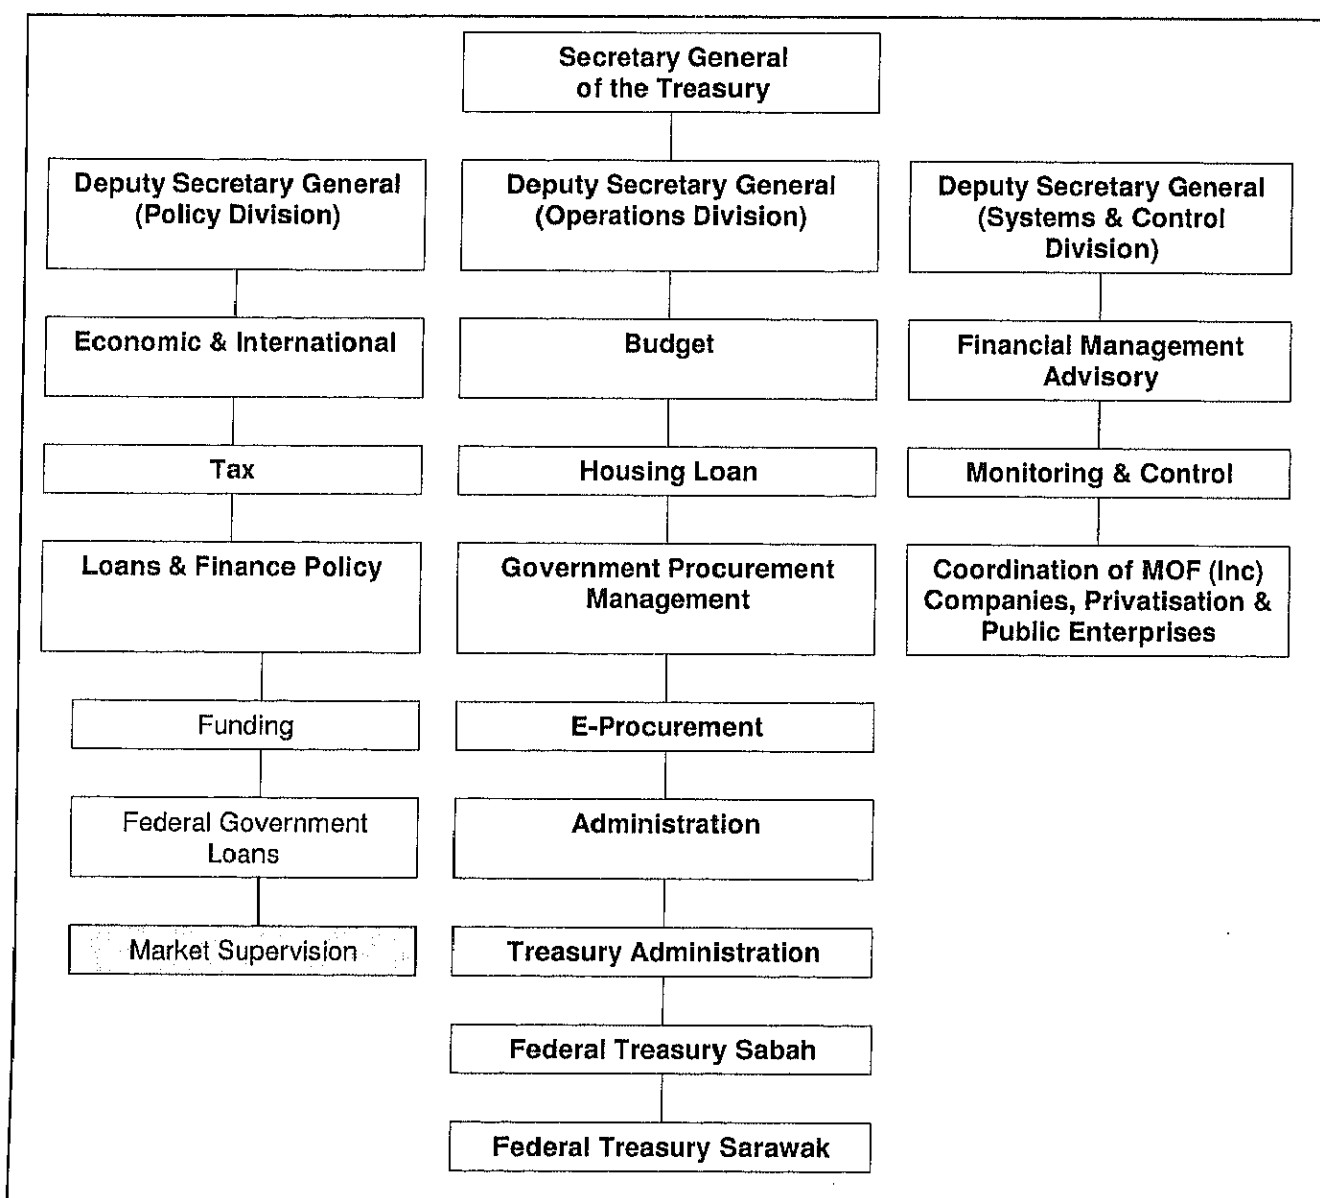 Secretary General
of the Treasury
Deputy Secretary General
(Policy Division)
Deputy Secretary General
(Operations Division)
Deputy Secretary General
(Systems & Control
Division)
Economic & International
Budget
Financial Management
Advisory
Tax
Housing Loan
Monitoring & Control
Loans & Finance Policy
Government Procurement
Management
Coordination of MOF (Inc)
Companies, Privatisation &
Public Enterprises
Funding
E-Procurement
Federal Government
Loans
Administration
Market Supervision
Treasury Administration
Federal Treasury Sabah
Federal Treasury Sarawak